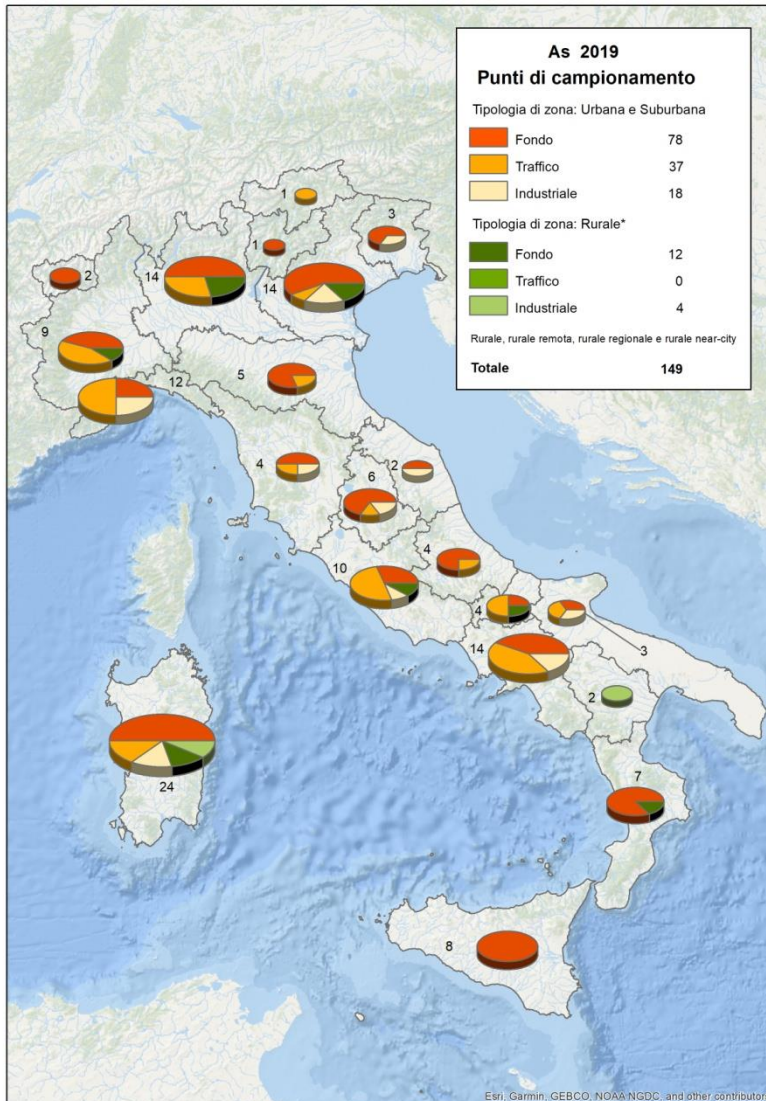 As 2019
Punti di campionamento
Tipologia di zona: Urbana e Suburbana
Fondo 78
Traffico 37
Industriale 18
Tipologia di zona: Rurale*
Fondo 12
Traffico 0
Industriale 4
Rurale, rurale remota, rurale regionale e rurale near-city
Totale 149
1
3
1
2
14
14
9
12
5
4
2
6
4
10
4
14
3
2
24
7
8
Esri, Garmin, GEBCO, NOAA NGDC, and other contributors